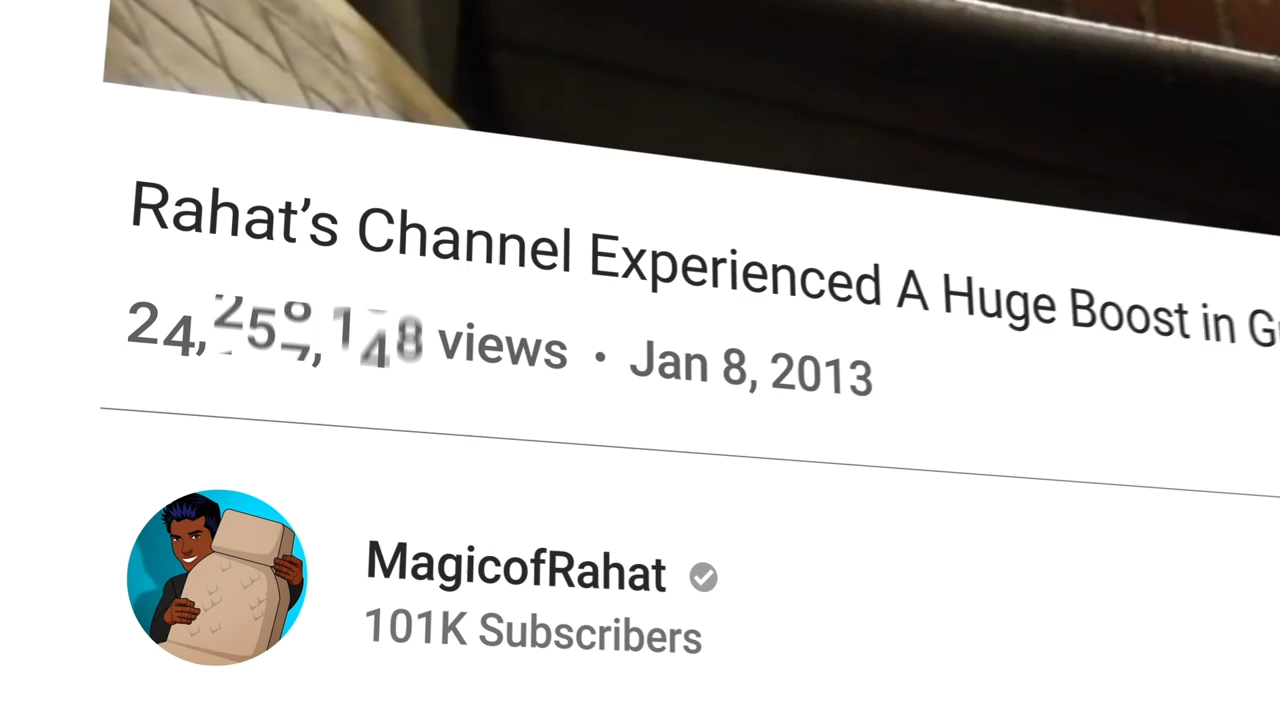 Rahat’s Channel Experienced A Huge Boost in
views • Jan 8, 2013
MagicofRahat
101K Subscribers